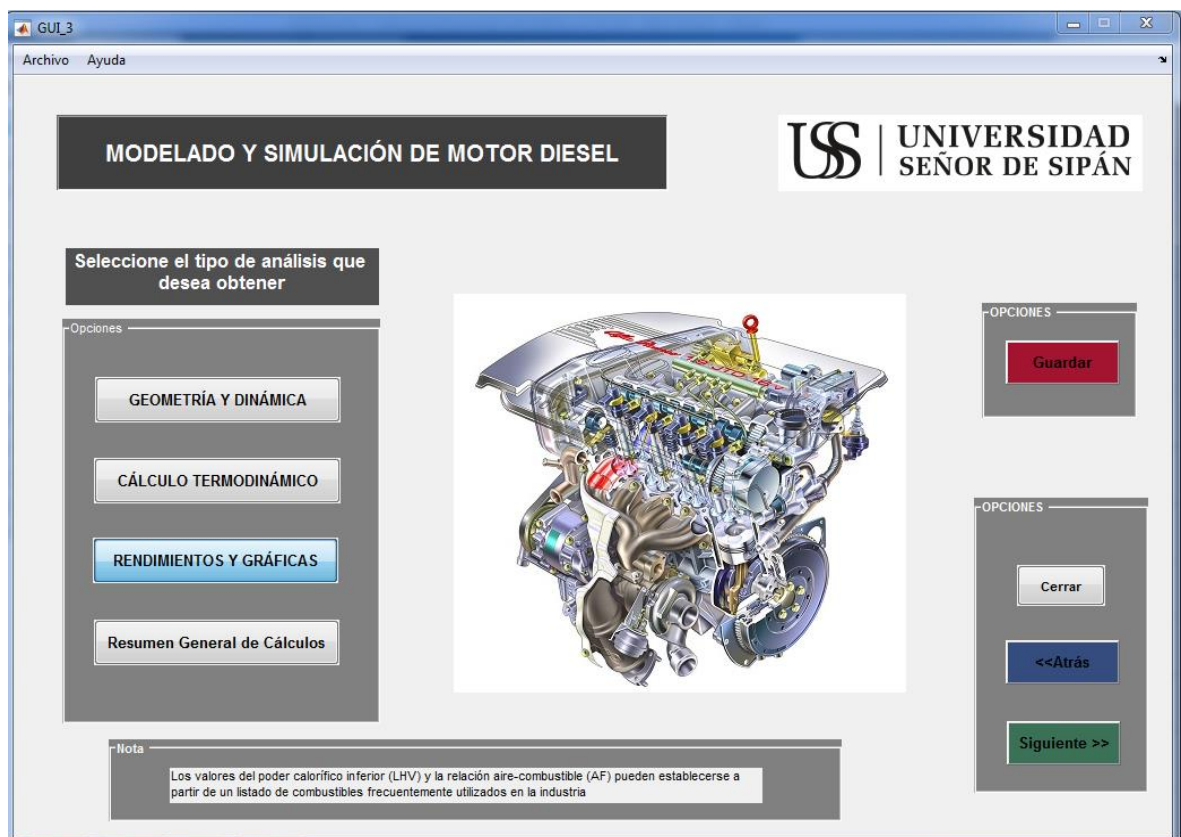 GUI_3
Archivo Ayuda
MODELADO Y SIMULACIÓN DE MOTOR DIESEL
USS
UNIVERSIDAD
SEÑOR DE SIPÁN
Seleccione el tipo de análisis que
desea obtener
Opciones
GEOMETRÍA Y DINÁMICA
CÁLCULO TERMODINÁMICO
RENDIMIENTOS Y GRÁFICAS
Resumen General de Cálculos
OPCIONES
Guardar
OPCIONES
Cerrar
<<Atrás
Siguiente >>
Nota
Los valores del poder calorífico inferior (LHV) y la relación aire-combustible (AF) pueden establecerse a
partir de un listado de combustibles frecuentemente utilizados en la industria